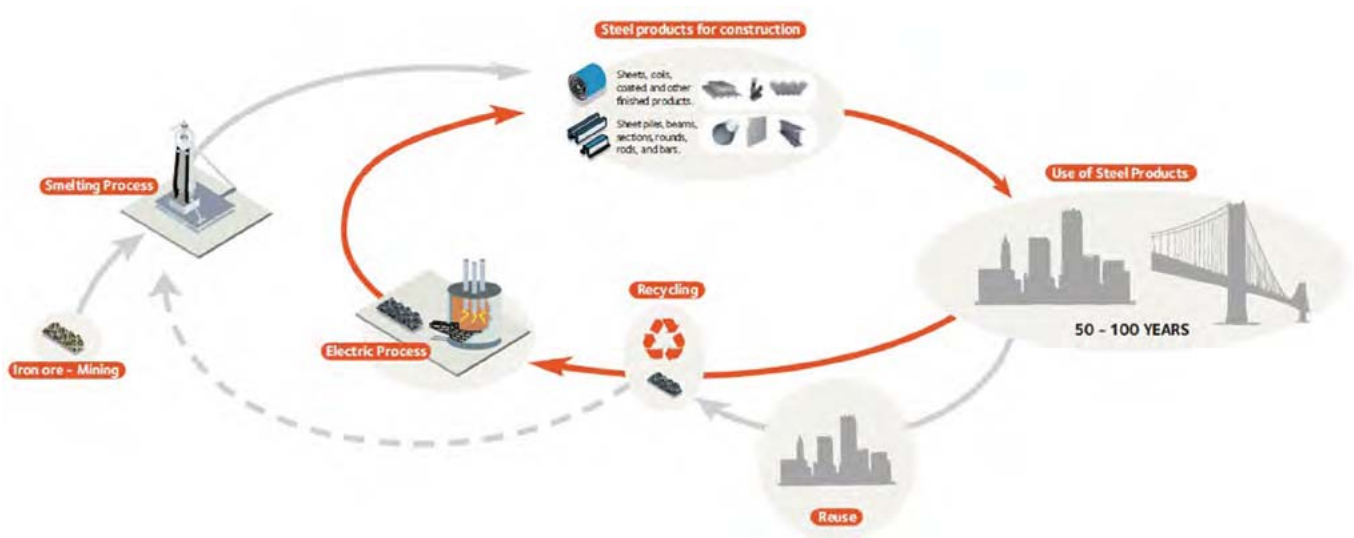 Steel products for construction
Sheets, coils,
coated and other
finished products.
Sheet piles, beams,
sections, rounds,
rods, and bars.
Smelting Process
Use of Steel Products
50 – 100 YEARS
Recycling
Electric Process
Iron ore – Mining
Reuse